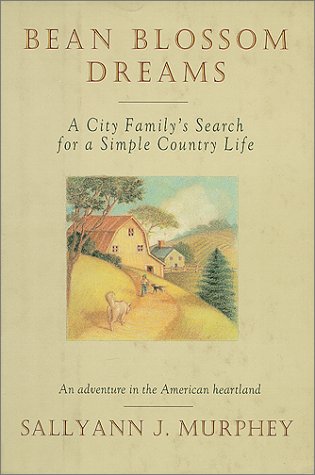 BEAN BLOSSOM
DREAMS
A City Family's Search
for a Simple Country Life
An adventure in the American heartland
SALLYANN J. MURPHEY